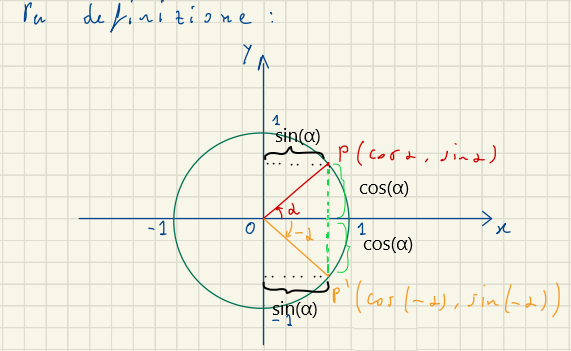 Per definizione :
y
1
sin(α)
P (cos α, sin α)
cos(α)
α
-1
0
1
x
-α
cos(α)
P' (cos (-α), sin (-α))
sin(α)
-1